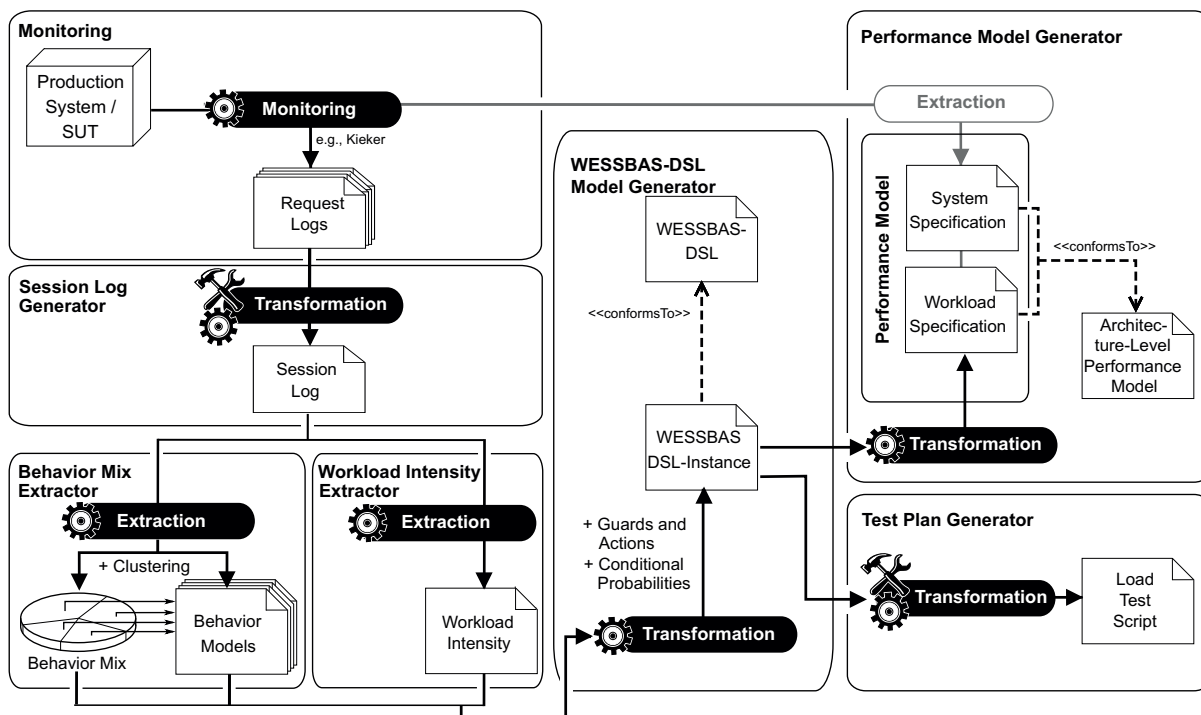 Monitoring
Production
System /
SUT
Monitoring
e.g., Kieker
Request
Logs
Session Log
Generator
Transformation
Session
Log
Behavior Mix
Extractor
Extraction
+ Clustering
Behavior Mix
Behavior
Models
Workload Intensity
Extractor
Extraction
Workload
Intensity
WESSBAS-DSL
Model Generator
WESSBAS-
DSL
<<conformsTo>>
WESSBAS
DSL-Instance
+ Guards and
Actions
+ Conditional
Probabilities
Transformation
Performance Model Generator
Extraction
Performance Model
System
Specification
Workload
Specification
<<conformsTo>>
Architec-
ture-Level
Performance
Model
Transformation
Test Plan Generator
Transformation
Load
Test
Script